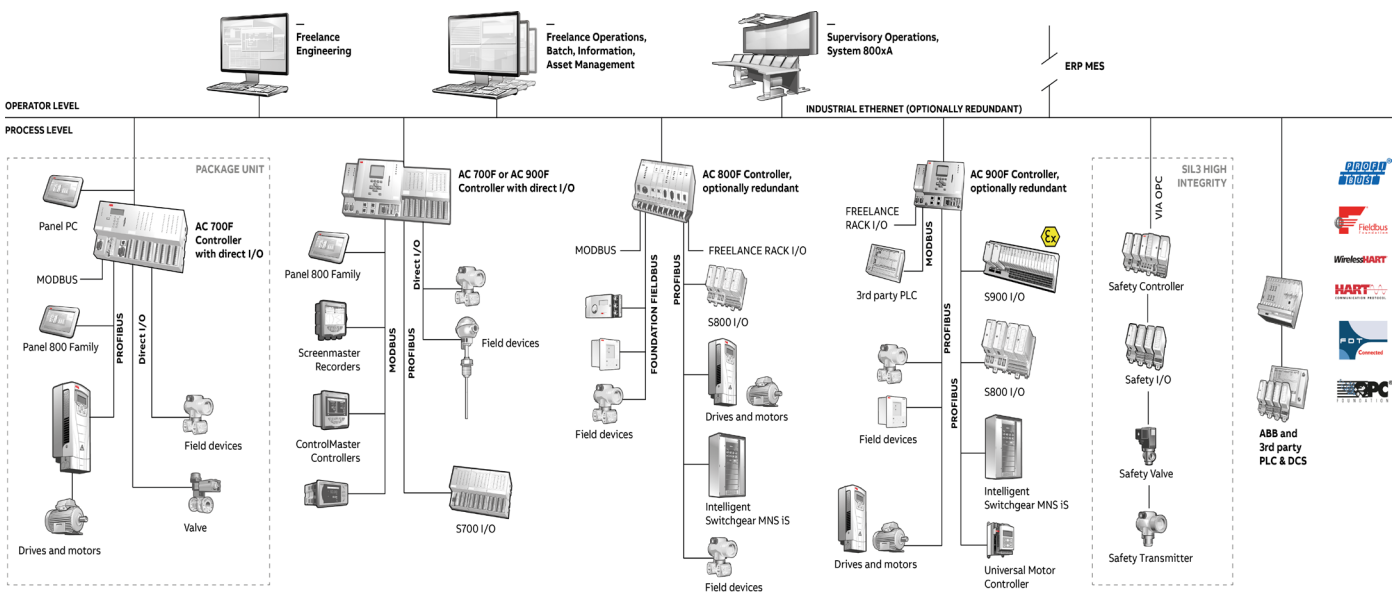 Freelance
Engineering
Freelance Operations,
Batch, Information,
Asset Management
Supervisory Operations,
System 800xA
ERP MES
OPERATOR LEVEL
INDUSTRIAL ETHERNET (OPTIONALLY REDUNDANT)
PROCESS LEVEL
PACKAGE UNIT
Panel PC
AC 700F
Controller
with direct I/O
MODBUS
Panel 800 Family
PROFIBUS
Direct I/O
Field devices
Valve
Drives and motors
AC 700F or AC 900F
Controller with direct I/O
Panel 800 Family
Direct I/O
Screenmaster
Recorders
MODBUS
PROFIBUS
Field devices
ControlMaster
Controllers
S700 I/O
AC 800F Controller,
optionally redundant
MODBUS
FREELANCE RACK I/O
FOUNDATION FIELDBUS
PROFIBUS
S800 I/O
Drives and motors
Field devices
Intelligent
Switchgear MNS iS
Field devices
AC 900F Controller,
optionally redundant
FREELANCE
RACK I/O
MODBUS
Ex
3rd party PLC
S900 I/O
PROFIBUS
S800 I/O
PROFIBUS
Field devices
Intelligent
Switchgear MNS iS
Drives and motors
Universal Motor
Controller
SIL3 HIGH
INTEGRITY
VIA OPC
Safety Controller
Safety I/O
Safety Valve
Safety Transmitter
ABB and
3rd party
PLC & DCS
PROFI
BUS
Fieldbus
Foundation
WirelessHART
HART
COMMUNICATION PROTOCOL
FDT
Connected
OPC
FOUNDATION